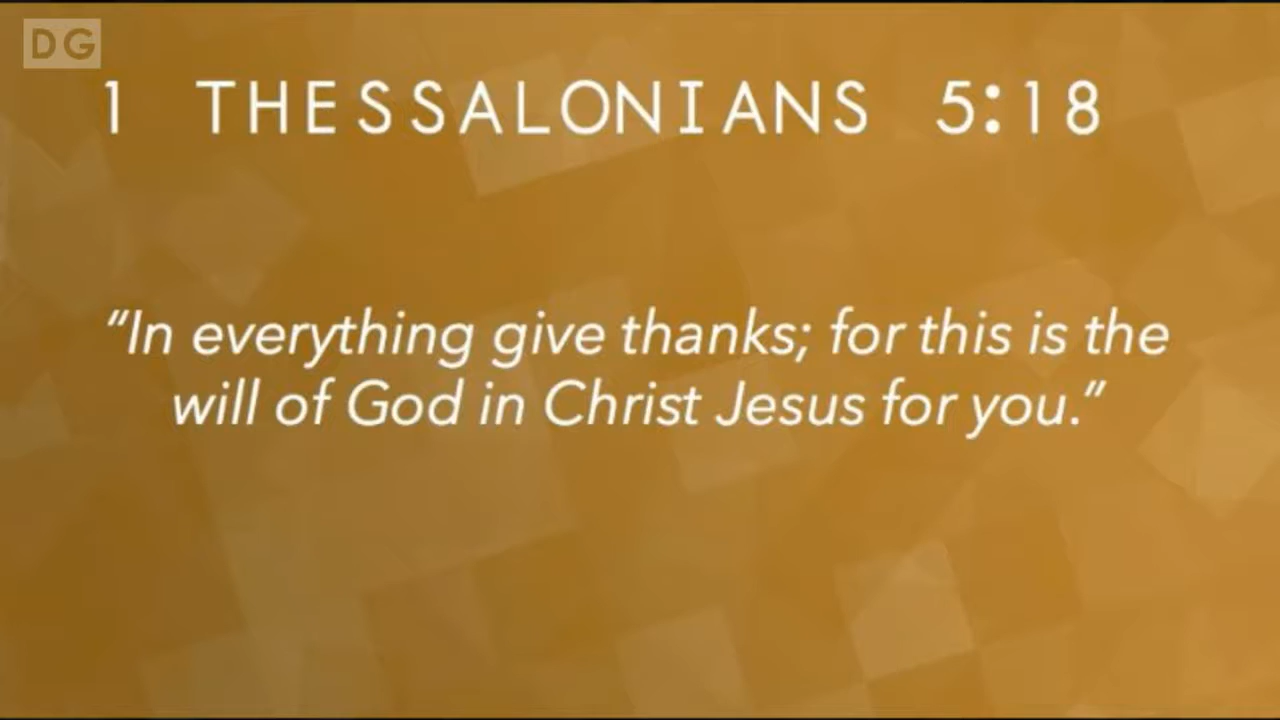 DG
1 THESSALONIANS 5:18
“In everything give thanks; for this is the
will of God in Christ Jesus for you.”